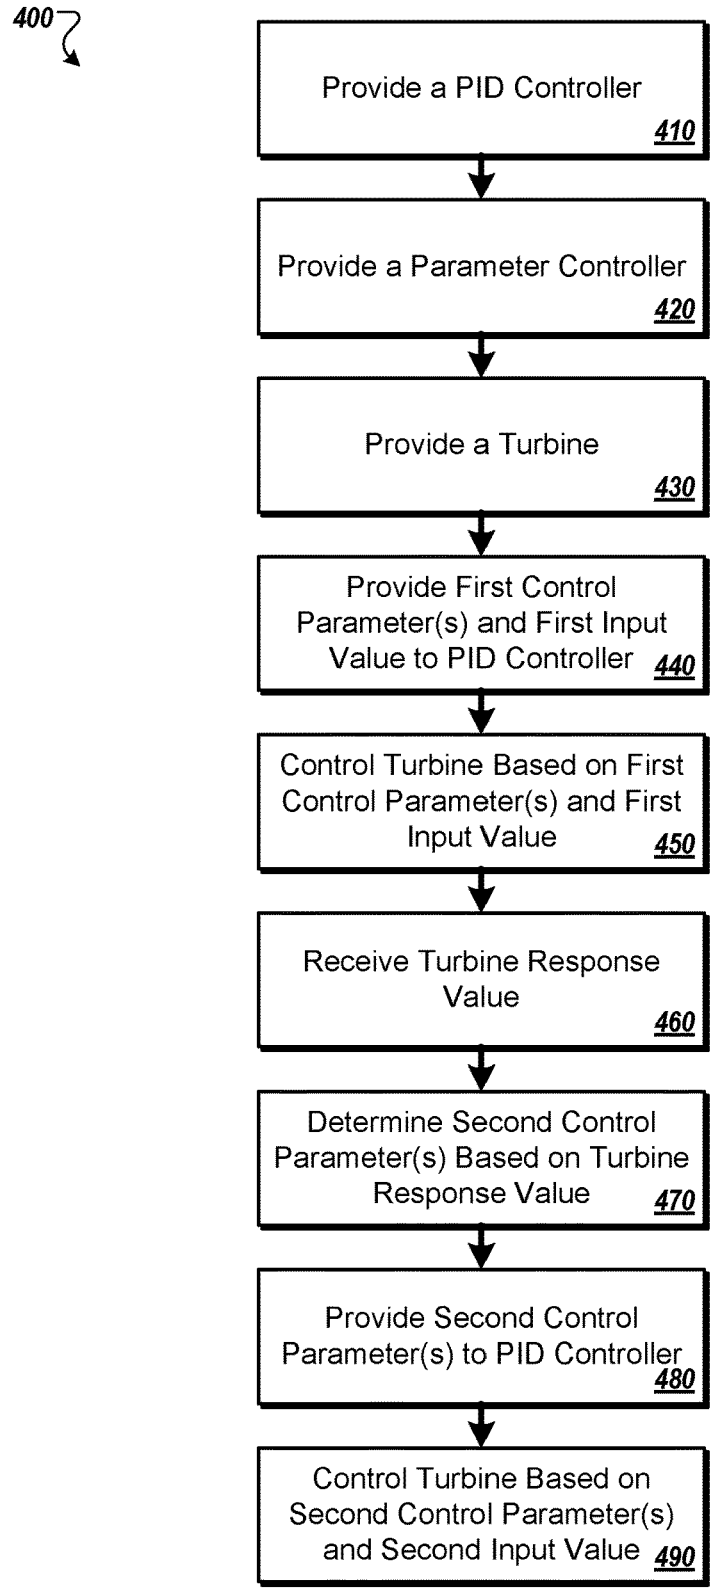 400
Provide a PID Controller
410
Provide a Parameter Controller
420
Provide a Turbine
430
Provide First Control
Parameter(s) and First Input
Value to PID Controller
440
Control Turbine Based on First
Control Parameter(s) and First
Input Value
450
Receive Turbine Response
Value
460
Determine Second Control
Parameter(s) Based on Turbine
Response Value
470
Provide Second Control
Parameter(s) to PID Controller
480
Control Turbine Based on
Second Control Parameter(s)
and Second Input Value
490